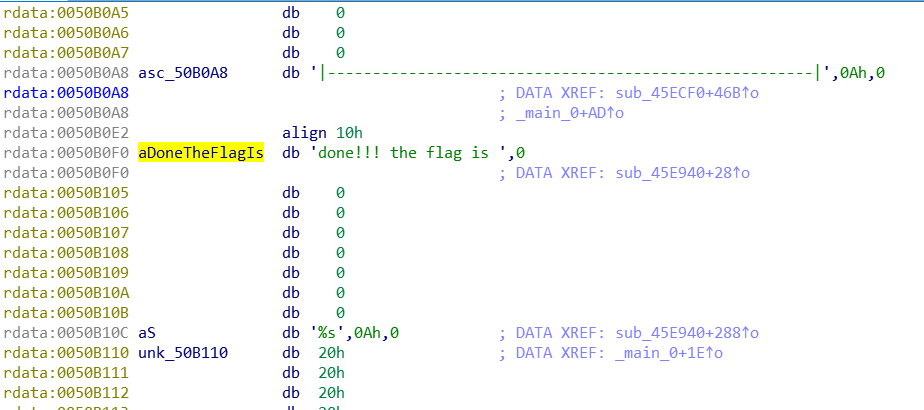 rdata:0050B0A5 db 0
rdata:0050B0A6 db 0
rdata:0050B0A7 db 0
rdata:0050B0A8 asc_50B0A8 db '|------------------------------------------------------|',0Ah,0
rdata:0050B0A8 ; DATA XREF: sub_45ECF0+46B↑o
rdata:0050B0A8 ; _main_0+AD↑o
rdata:0050B0E2 align 10h
rdata:0050B0F0 aDoneTheFlagIs db 'done!!! the flag is ',0
rdata:0050B0F0 ; DATA XREF: sub_45E940+28↑o
rdata:0050B105 db 0
rdata:0050B106 db 0
rdata:0050B107 db 0
rdata:0050B108 db 0
rdata:0050B109 db 0
rdata:0050B10A db 0
rdata:0050B10B db 0
rdata:0050B10C aS db '%s',0Ah,0 ; DATA XREF: sub_45E940+288↑o
rdata:0050B110 unk_50B110 db 20h ; DATA XREF: _main_0+1E↑o
rdata:0050B111 db 20h
rdata:0050B112 db 20h